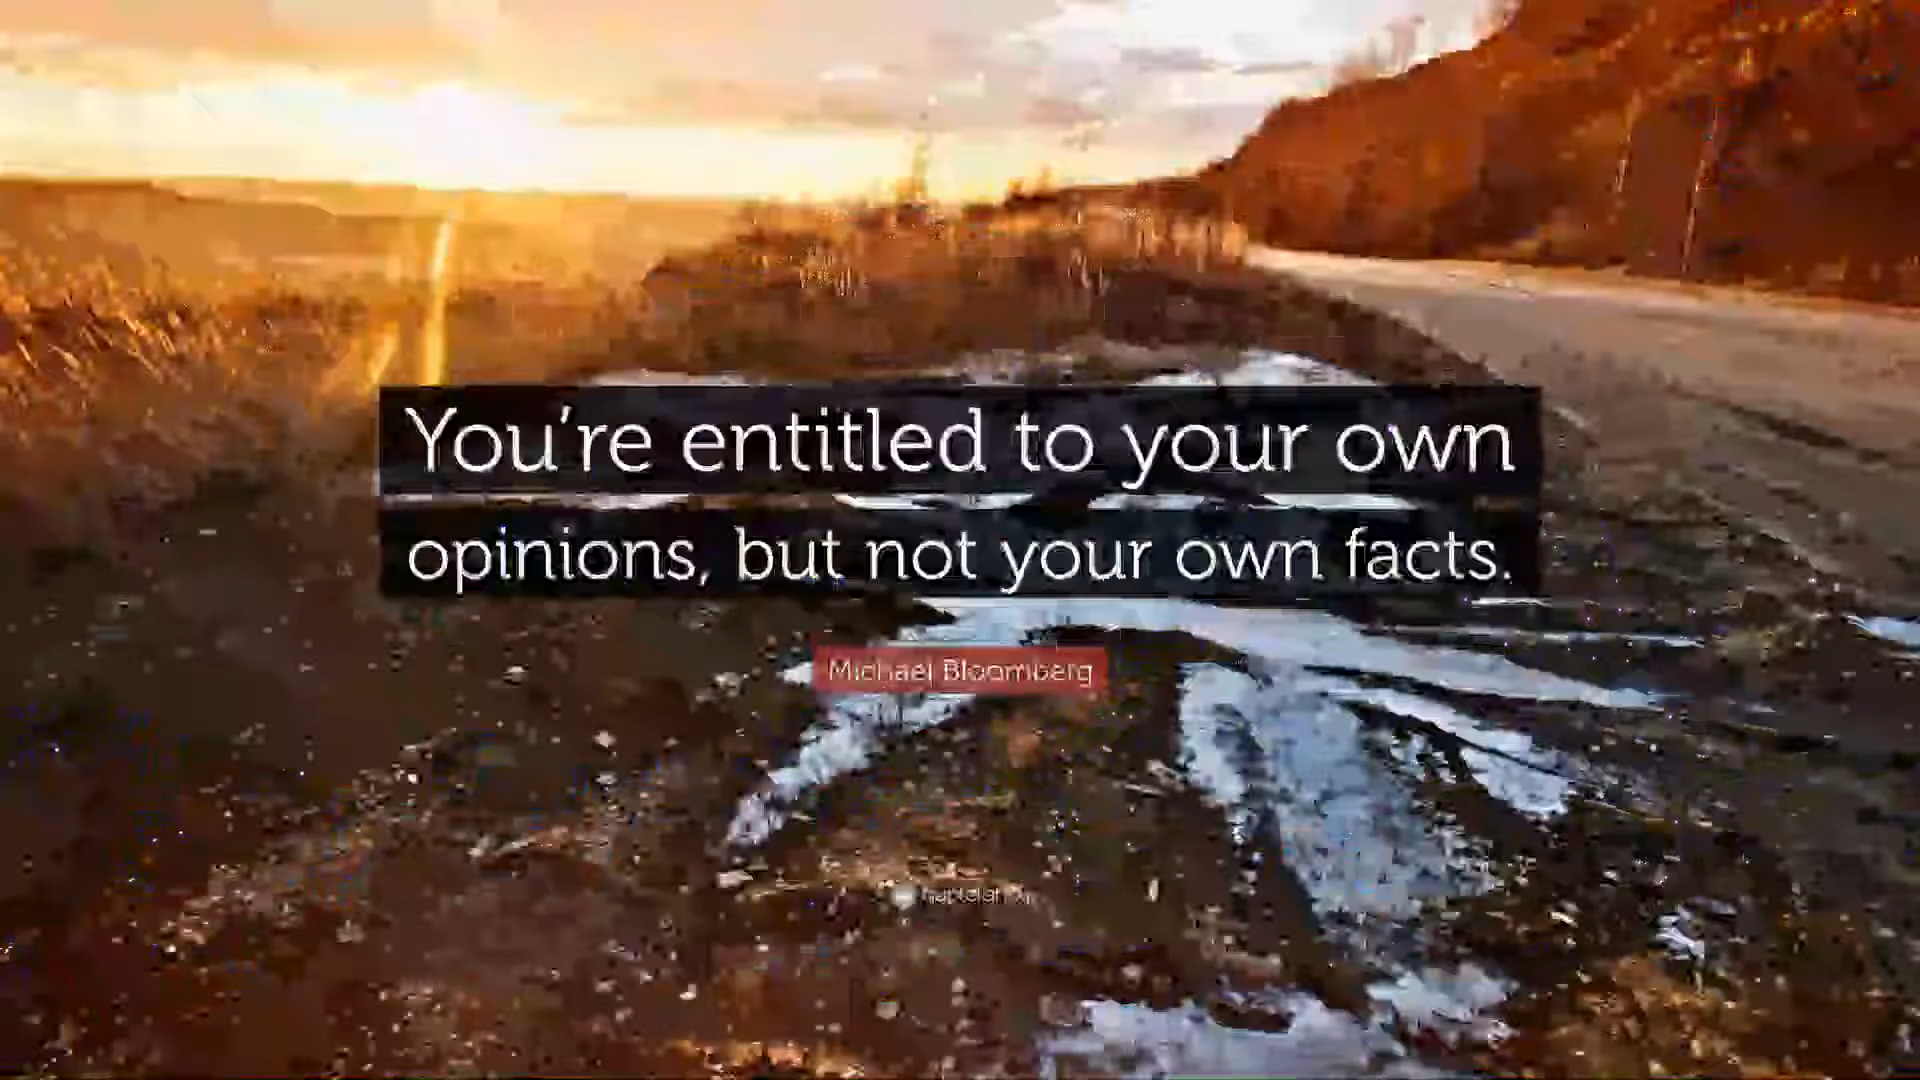 You’re entitled to your own
opinions, but not your own facts.
Michael Bloomberg